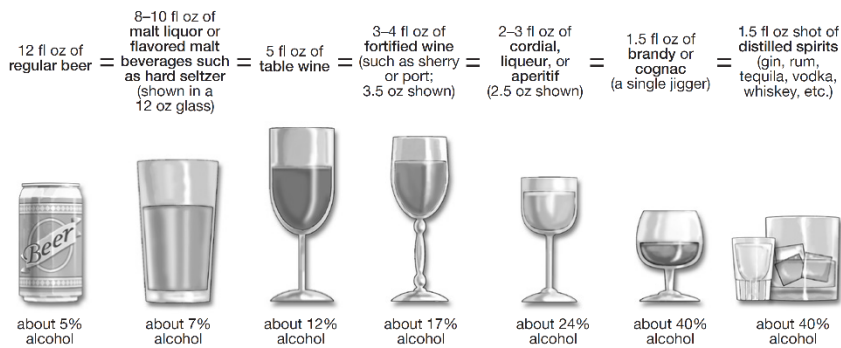 12 fl oz of
regular beer
=
8–10 fl oz of
malt liquor or
flavored malt
beverages such
as hard seltzer
(shown in a
12 oz glass)
=
5 fl oz of
table wine
=
3–4 fl oz of
fortified wine
(such as sherry
or port;
3.5 oz shown)
=
2–3 fl oz of
cordial,
liqueur, or
aperitif
(2.5 oz shown)
=
1.5 fl oz of
brandy or
cognac
(a single jigger)
=
1.5 fl oz shot of
distilled spirits
(gin, rum,
tequila, vodka,
whiskey, etc.)
Beer
about 5%
alcohol
about 7%
alcohol
about 12%
alcohol
about 17%
alcohol
about 24%
alcohol
about 40%
alcohol
about 40%
alcohol